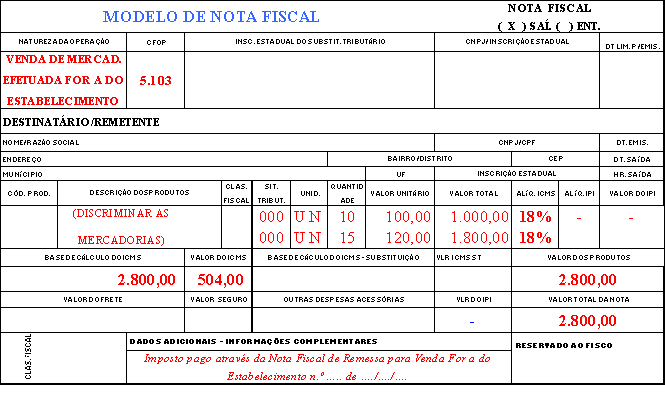 MODELO DE NOTA FISCAL
NOTA FISCAL
( X ) SAÍ. ( ) ENT.
NATUREZA DA OPERAÇÃO
CFOP
INSC. ESTADUAL DO SUBSTIT. TRIBUTÁRIO
CNPJ/ INSCRIÇÃO ESTADUAL
DT LIM. P/EMIS.
VENDA DE MERCAD.
EFETUADA FOR A DO
ESTABELECIMENTO
5.103
DESTINATÁRIO/REMETENTE
NOME/RAZÃO SOCIAL
CNPJ/CPF
DT. EMIS.
ENDEREÇO
BAIRRO/DISTRITO
CEP
DT. SAÍDA
MUNICÍPIO
UF
INSCRIÇÃO ESTADUAL
HR. SAÍDA
CÓD. PROD.
DESCRIÇÃO DOS PRODUTOS
CLAS. FISCAL
SIT. TRIBUT.
UNID.
QUANTID ADE
VALOR UNITÁRIO
VALOR TOTAL
ALÍQ. ICMS
ALÍQ. IPI
VALOR DO IPI
(DISCRIMINAR AS 000 U N 10 100,00 1.000,00 18% - -
MERCADORIAS) 000 U N 15 120,00 1.800,00 18%
BASE DE CÁLCULO DO ICMS
VALOR DO ICMS
BASE DE CÁLCULO DO ICMS - SUBSTITUIÇÃO
VLR ICMS ST
VALOR DOS PRODUTOS
2.800,00 504,00 2.800,00
VALOR DO FRETE
VALOR SEGURO
OUTRAS DESPESAS ACESSÓRIAS
VLR DO IPI
VALOR TOTAL DA NOTA
- 2.800,00
CLAS. FISCAL
DADOS ADICIONAIS - INFORMAÇÕES COMPLEMENTARES
Imposto pago através da Nota Fiscal de Remessa para Venda For a do
Estabelecimento n.º ..... de ..../..../....
RESERTADO AO FISCO